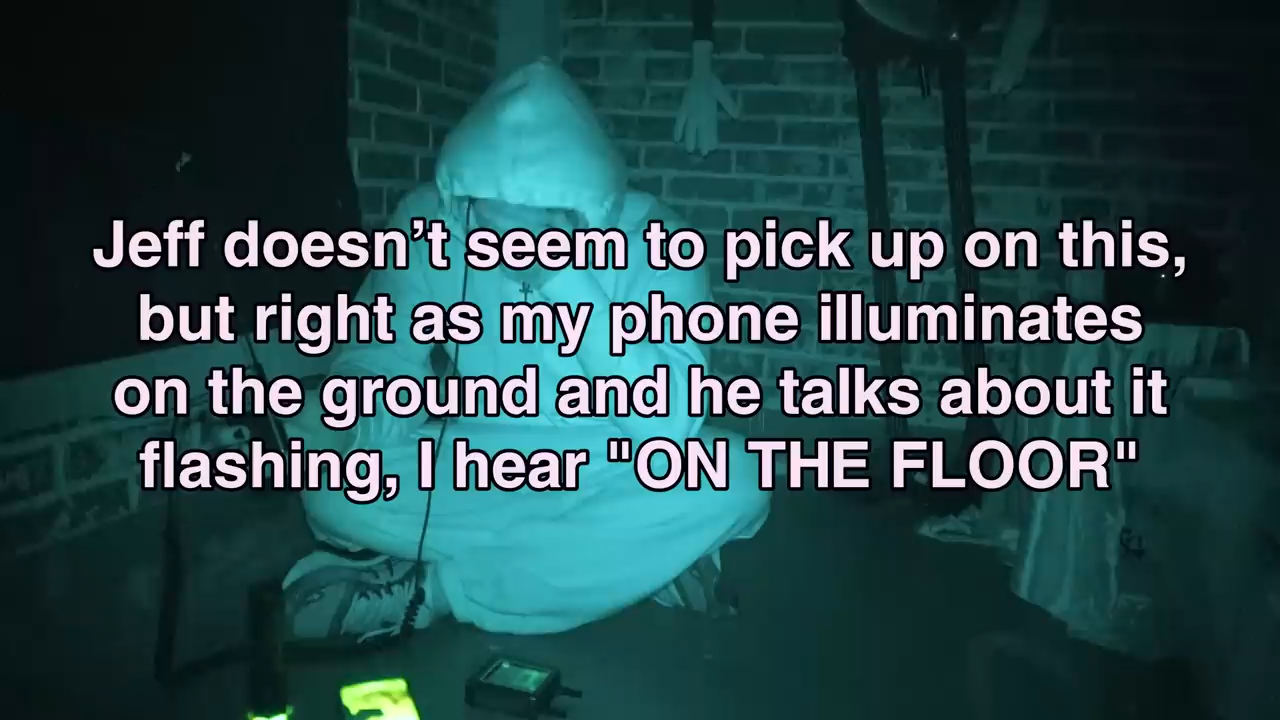 Jeff doesn’t seem to pick up on this,
but right as my phone illuminates
on the ground and he talks about it
flashing, I hear "ON THE FLOOR"